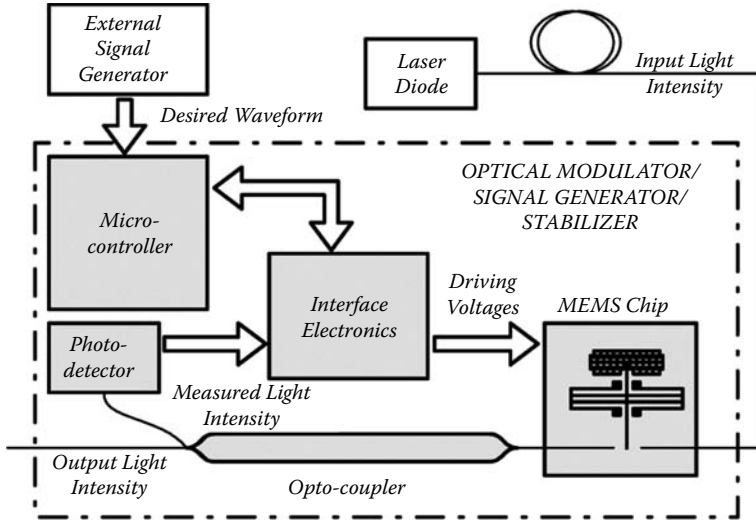 External
Signal
Generator
Laser
Diode
Input Light
Intensity
Desired Waveform
OPTICAL MODULATOR/
SIGNAL GENERATOR/
STABILIZER
Micro-
controller
Interface
Electronics
Driving
Voltages
MEMS Chip
Photo-
detector
Measured Light
Intensity
Output Light
Intensity
Opto-coupler